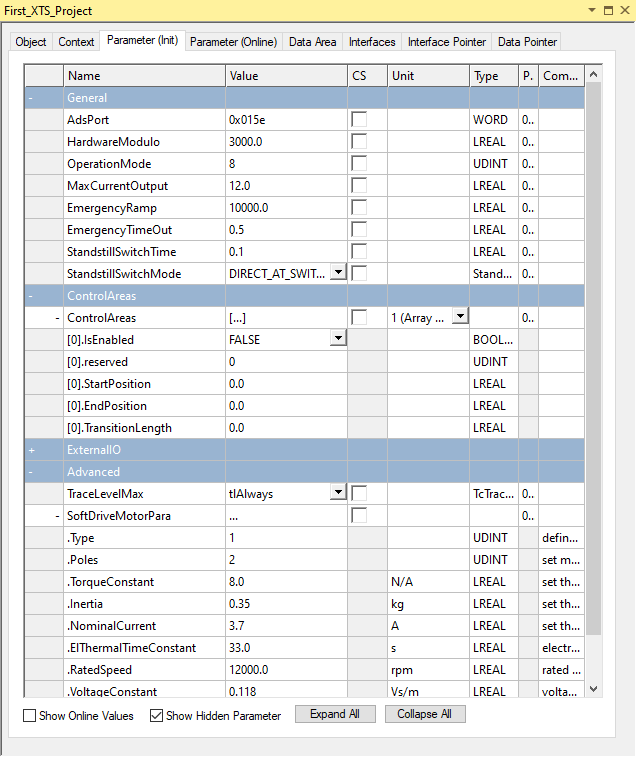 First_XTS_Project
Object Context Parameter (Init) Parameter (Online) Data Area Interfaces Interface Pointer Data Pointer
Name Value CS Unit Type P. Com...
- General
AdsPort 0x015e WORD 0..
HardwareModulo 3000.0 LREAL 0..
OperationMode 8 UDINT 0..
MaxCurrentOutput 12.0 LREAL 0..
EmergencyRamp 10000.0 LREAL 0..
EmergencyTimeOut 0.5 LREAL 0..
StandstillSwitchTime 0.1 LREAL 0..
StandstillSwitchMode DIRECT_AT_SWIT... Stand... 0..
- ControlAreas
- ControlAreas [...] 1 (Array ... 0..
[0].IsEnabled FALSE BOOL...
[0].reserved 0 UDINT
[0].StartPosition 0.0 LREAL
[0].EndPosition 0.0 LREAL
[0].TransitionLength 0.0 LREAL
+ ExternalIO
- Advanced
TraceLevelMax tlAlways TcTrac... 0..
- SoftDriveMotorPara ... 0..
.Type 1 UDINT defin...
.Poles 2 UDINT set m...
.TorqueConstant 8.0 N/A LREAL set th...
.Inertia 0.35 kg LREAL set th...
.NominalCurrent 3.7 A LREAL set th...
.ElThermalTimeConstant 33.0 s LREAL electr...
.RatedSpeed 12000.0 rpm LREAL rated ...
.VoltageConstant 0.118 Vs/m LREAL volta...
Show Online Values Show Hidden Parameter Expand All Collapse All